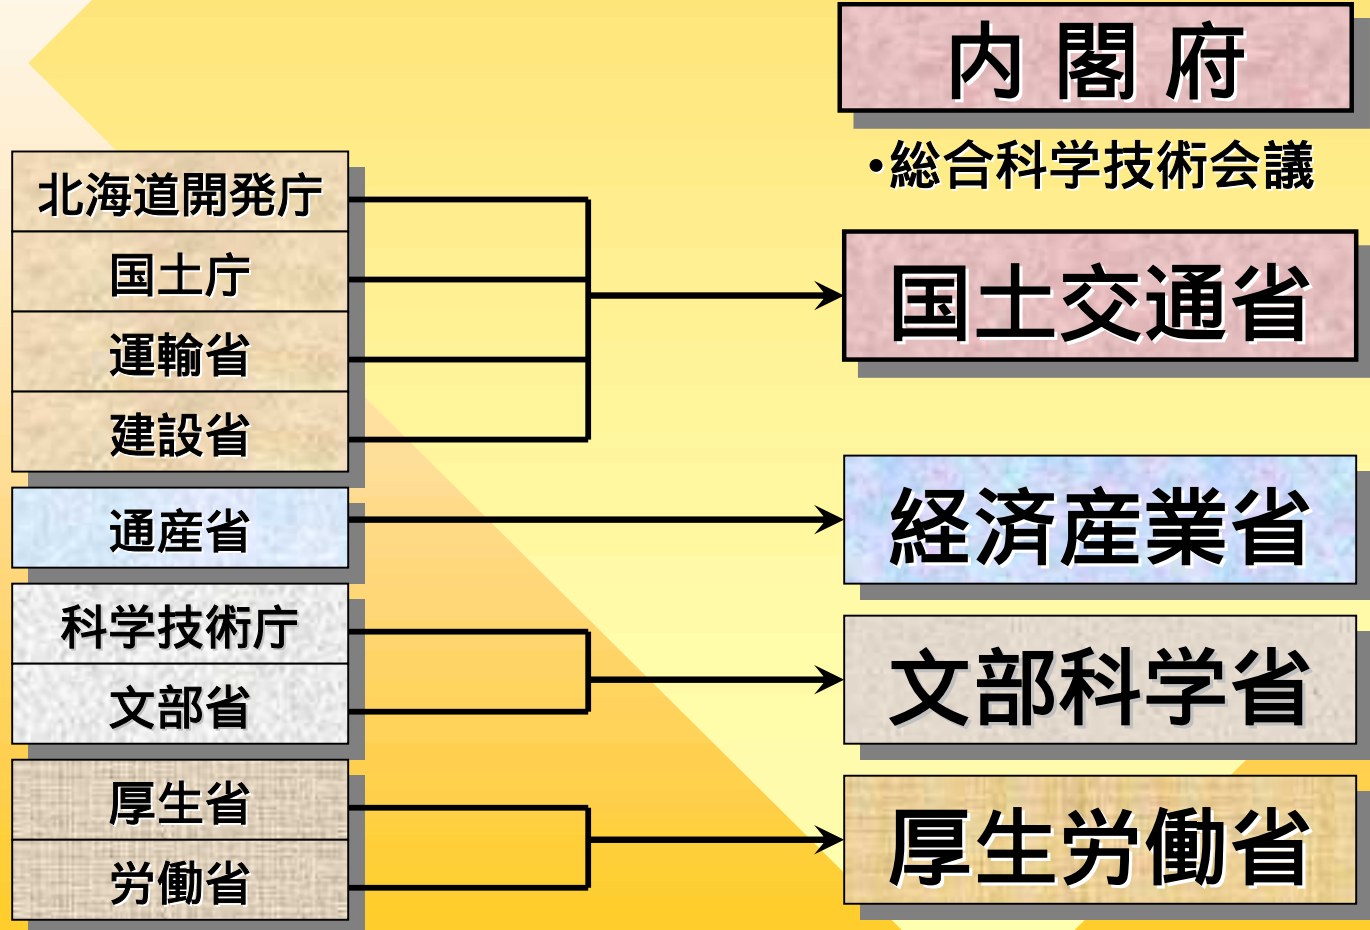 内 閣 府
・総合科学技術会議
北海道開発庁
国土庁
運輸省
建設省
国土交通省
通産省
経済産業省
科学技術庁
文部省
文部科学省
厚生省
労働省
厚生労働省